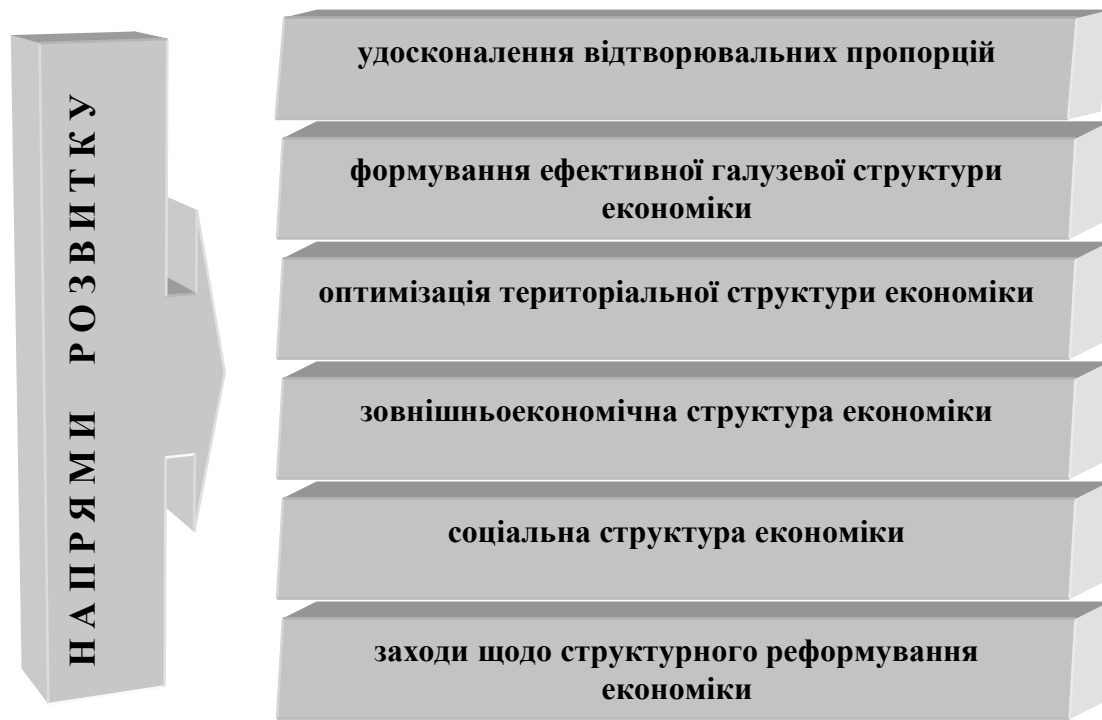 НАПРЯМИ РОЗВИТКУ
удосконалення відтворювальних пропорцій
формування ефективної галузевої структури
економіки
оптимізація територіальної структури економіки
зовнішньоекономічна структура економіки
соціальна структура економіки
заходи щодо структурного реформування
економіки